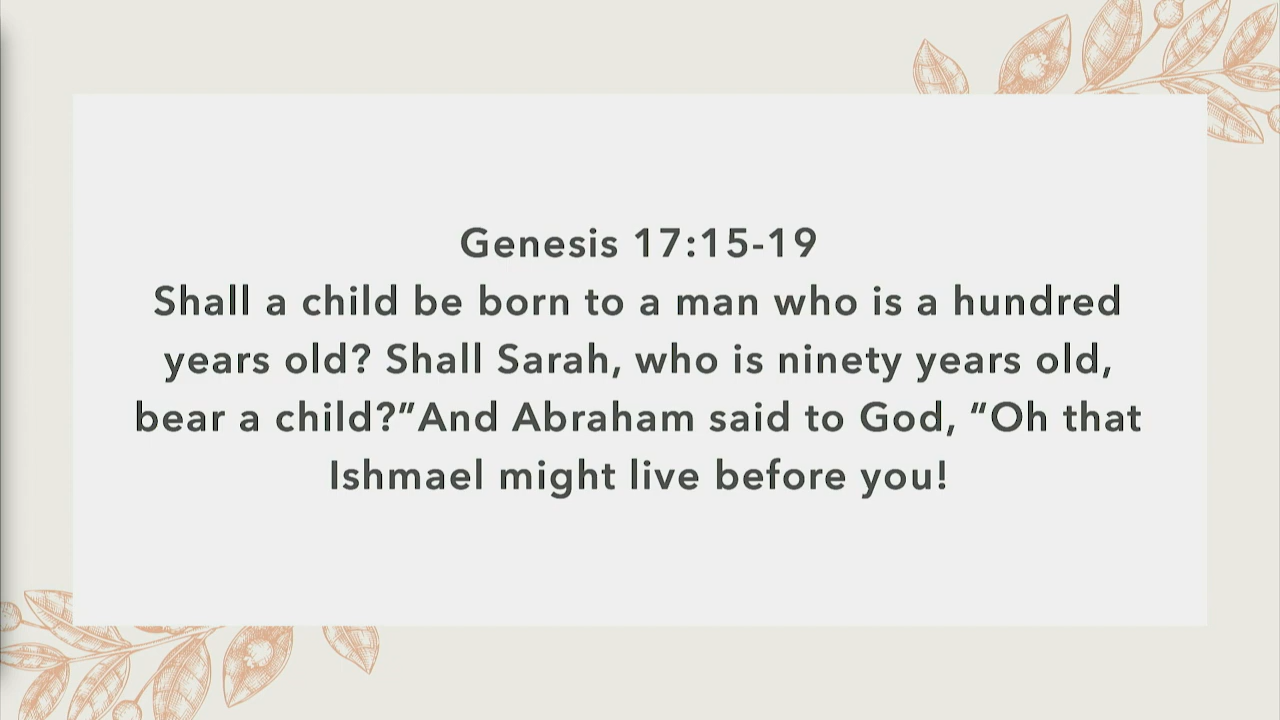 Genesis 17:15-19
Shall a child be born to a man who is a hundred
years old? Shall Sarah, who is ninety years old,
bear a child?”And Abraham said to God, “Oh that
Ishmael might live before you!